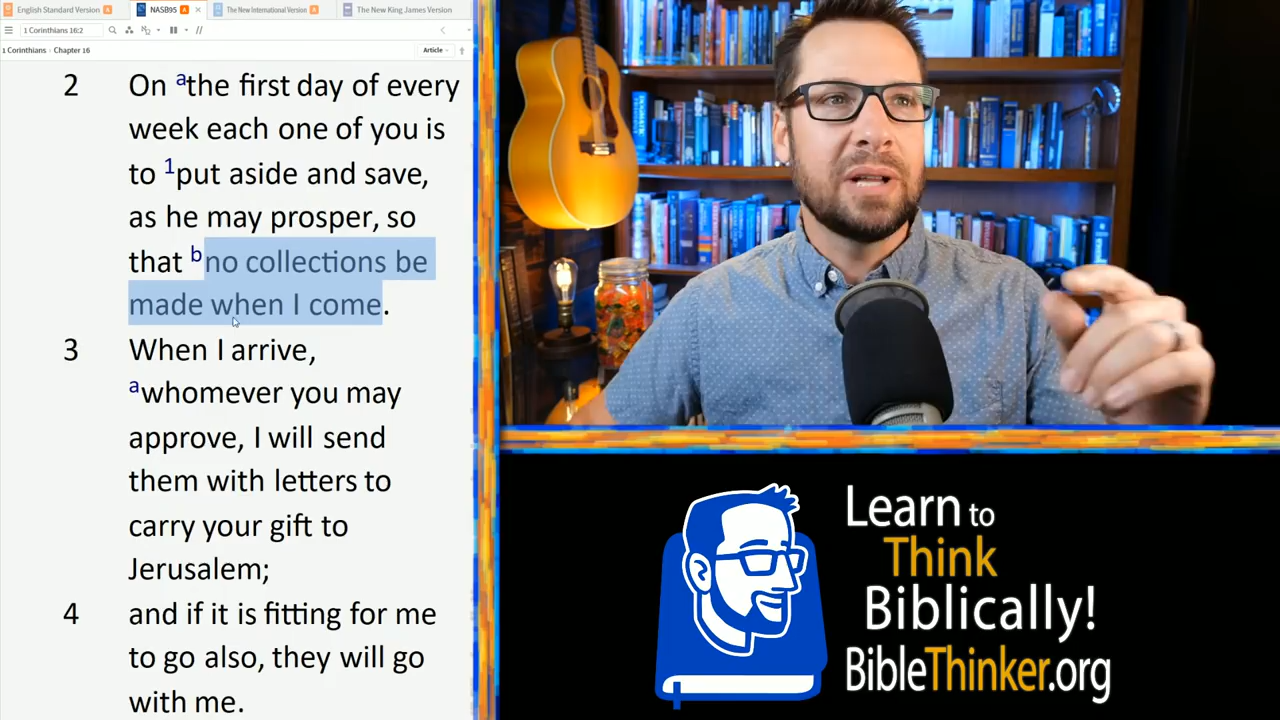 English Standard Version A NASB95 A × The New International Version A The New King James Version
1 Corinthians 16:2
1 Corinthians › Chapter 16 Article
2 On ᵃthe first day of every
week each one of you is
to ¹put aside and save,
as he may prosper, so
that ᵇno collections be
made when I come.
3 When I arrive,
ᵃwhomever you may
approve, I will send
them with letters to
carry your gift to
Jerusalem;
4 and if it is fitting for me
to go also, they will go
with me.
Learn to
Think
Biblically!
BibleThinker.org